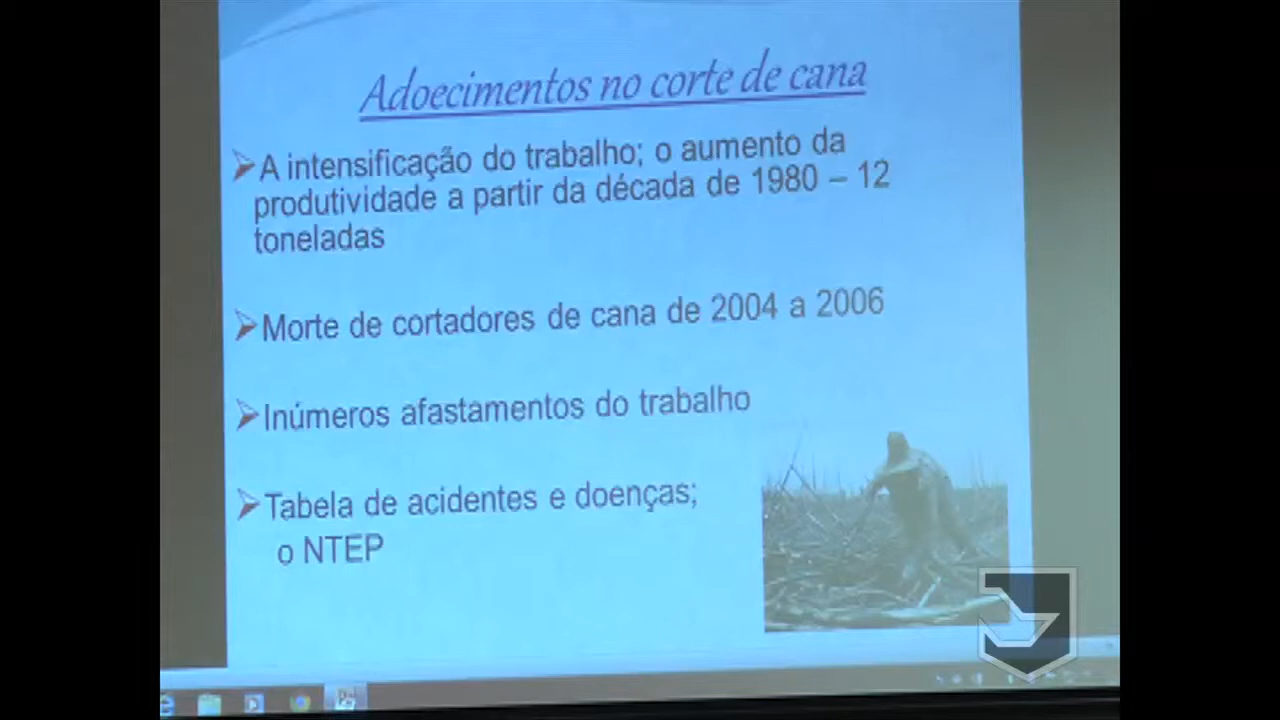 Adoecimentos no corte de cana
A intensificação do trabalho; o aumento da
produtividade a partir da década de 1980 – 12
toneladas
Morte de cortadores de cana de 2004 a 2006
Inúmeros afastamentos do trabalho
Tabela de acidentes e doenças;
o NTEP